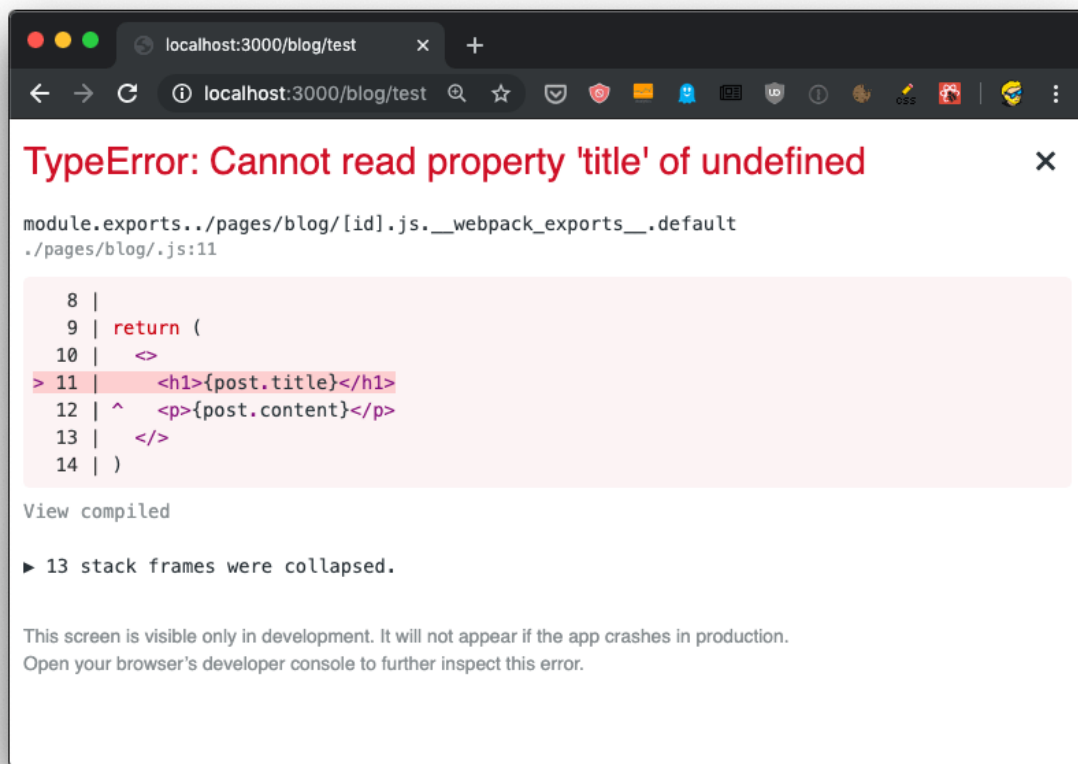 localhost:3000/blog/test
localhost:3000/blog/test
UD
CSS
TypeError: Cannot read property 'title' of undefined
module.exports../pages/blog/[id].js.__webpack_exports__.default
./pages/blog/.js:11
8 |
9 | return (
10 |   <>
> 11 |     <h1>{post.title}</h1>
12 | ^   <p>{post.content}</p>
13 |   </>
14 | )
View compiled
▶ 13 stack frames were collapsed.
This screen is visible only in development. It will not appear if the app crashes in production.
Open your browser’s developer console to further inspect this error.